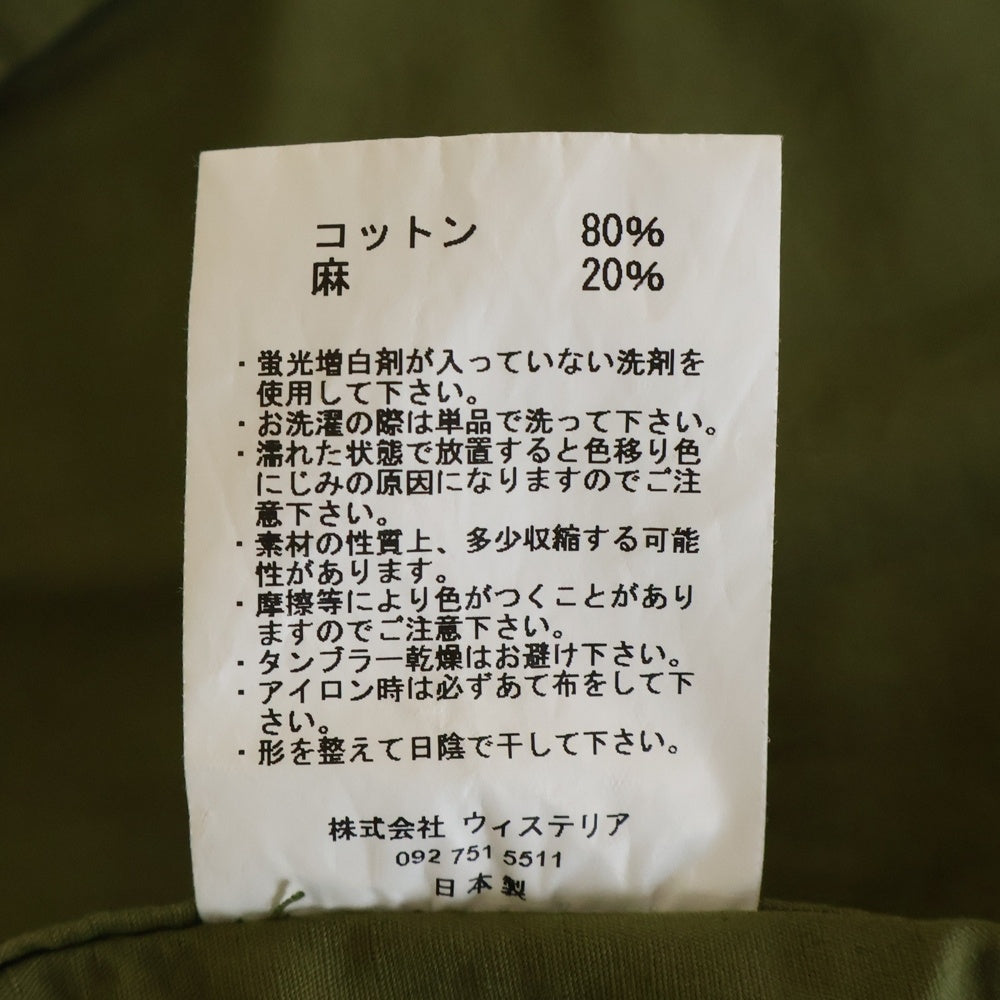 コットン 80%
麻 20%
・蛍光増白剤が入っていない洗剤を
使用して下さい。
・お洗濯の際は単品で洗って下さい。
・濡れた状態で放置すると色移り色
にじみの原因になりますのでご注
意下さい。
・素材の性質上、多少収縮する可能
性があります。
・摩擦等により色がつくことがあり
ますのでご注意下さい。
・タンブラー乾燥はお避け下さい。
・アイロン時は必ずあて布をして下
さい。
・形を整えて日陰で干して下さい。
株式会社 ウィステリア
092 751 5511
日本製